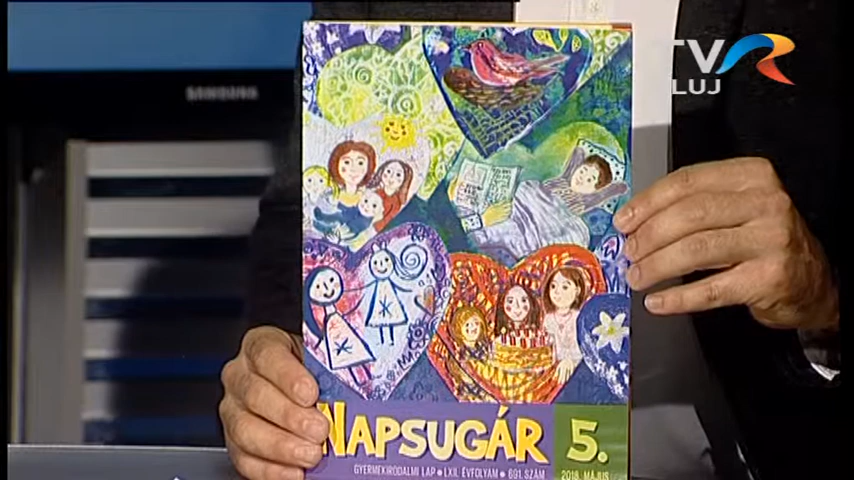 TV
LUJ
SAMSUNG
NAPSUGÁR
5.
GYERMEKIRODALMI LAP • LXII. ÉVFOLYAM • 691. SZÁM
2018. MÁJUS